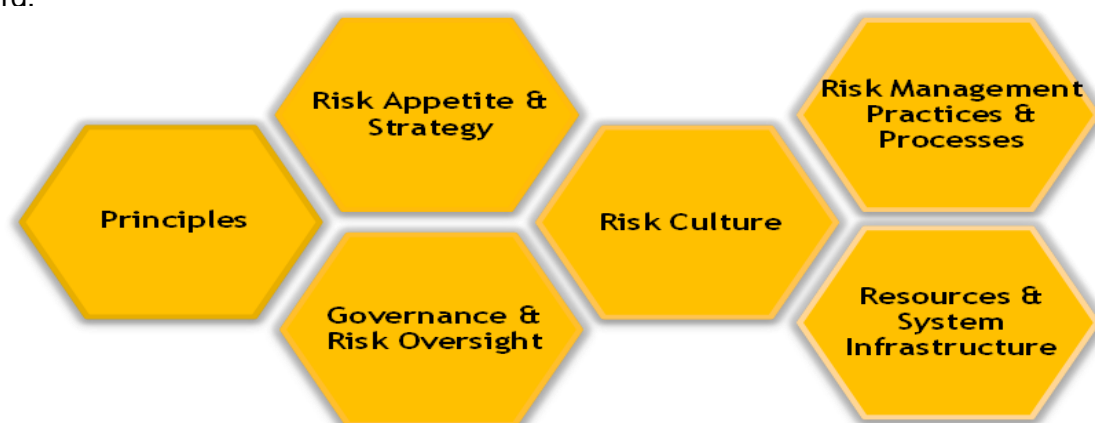 Risk Appetite &
Strategy
Risk Management
Practices &
Processes
Principles
Risk Culture
Governance &
Risk Oversight
Resources &
System
Infrastructure